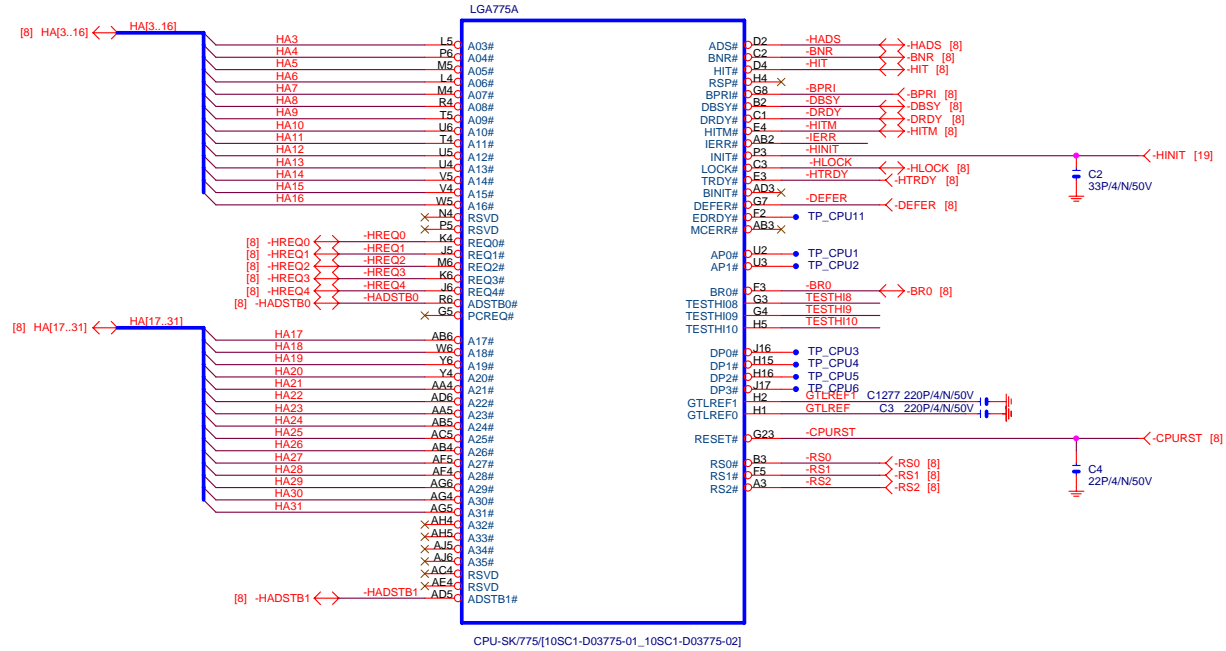 LGA775A
[8] HA[3..16] HA[3..16]
HA3 L5 A03#
HA4 P6 A04#
HA5 M5 A05#
HA6 L4 A06#
HA7 M4 A07#
HA8 R4 A08#
HA9 T5 A09#
HA10 U6 A10#
HA11 T4 A11#
HA12 U5 A12#
HA13 U4 A13#
HA14 V5 A14#
HA15 V4 A15#
HA16 W5 A16#
N4 RSVD
P5 RSVD
[8] -HREQ0 -HREQ0 K4 REQ0#
[8] -HREQ1 -HREQ1 J5 REQ1#
[8] -HREQ2 -HREQ2 M6 REQ2#
[8] -HREQ3 -HREQ3 K6 REQ3#
[8] -HREQ4 -HREQ4 J6 REQ4#
[8] -HADSTB0 -HADSTB0 R6 ADSTB0#
G5 PCREQ#
[8] HA[17..31] HA[17..31]
HA17 AB6 A17#
HA18 W6 A18#
HA19 Y6 A19#
HA20 Y4 A20#
HA21 AA4 A21#
HA22 AD6 A22#
HA23 AA5 A23#
HA24 AB5 A24#
HA25 AC5 A25#
HA26 AB4 A26#
HA27 AF5 A27#
HA28 AF4 A28#
HA29 AG6 A29#
HA30 AG4 A30#
HA31 AG5 A31#
AH4 A32#
AH5 A33#
AJ5 A34#
AJ6 A35#
AC4 RSVD
AE4 RSVD
[8] -HADSTB1 -HADSTB1 AD5 ADSTB1#
ADS# D2 -HADS -HADS [8]
BNR# C2 -BNR -BNR [8]
HIT# D4 -HIT -HIT [8]
RSP# H4
BPRI# G8 -BPRI -BPRI [8]
DBSY# B2 -DBSY -DBSY [8]
DRDY# C1 -DRDY -DRDY [8]
HITM# E4 -HITM -HITM [8]
IERR# AB2 -IERR
INIT# P3 -HINIT -HINIT [19]
LOCK# C3 -HLOCK -HLOCK [8]
TRDY# E3 -HTRDY -HTRDY [8]
BINIT# AD3
DEFER# G7 -DEFER -DEFER [8]
EDRDY# F2 TP_CPU11
MCERR# AB3
C2
33P/4/N/50V
AP0# U2 TP_CPU1
AP1# U3 TP_CPU2
BR0# F3 -BR0 -BR0 [8]
TESTHI08 G3 TESTHI8
TESTHI09 G4 TESTHI9
TESTHI10 H5 TESTHI10
DP0# J16 TP_CPU3
DP1# H15 TP_CPU4
DP2# H16 TP_CPU5
DP3# J17 TP_CPU6
GTLREF1 H2 GTLREF1 C1277 220P/4/N/50V
GTLREF0 H1 GTLREF C3 220P/4/N/50V
RESET# G23 -CPURST -CPURST [8]
RS0# B3 -RS0 -RS0 [8]
RS1# F5 -RS1 -RS1 [8]
RS2# A3 -RS2 -RS2 [8]
C4
22P/4/N/50V
CPU-SK/775/[10SC1-D03775-01_10SC1-D03775-02]